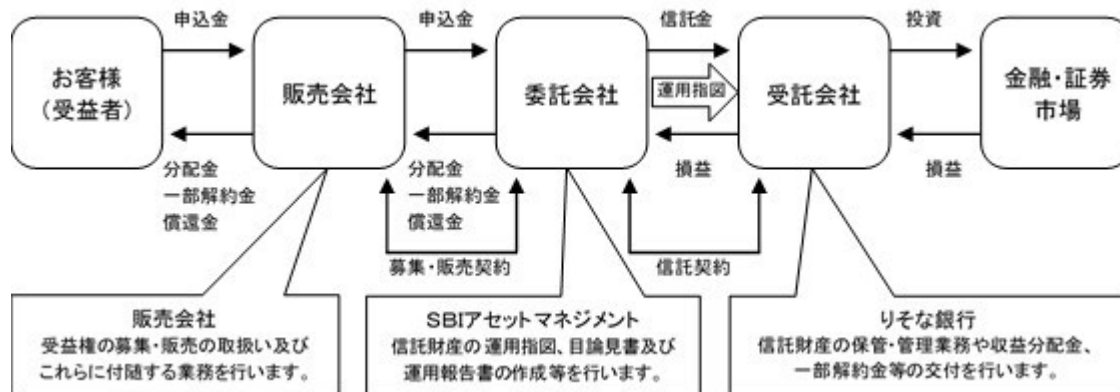 申込金
申込金
信託金
投資
お客様
(受益者)
販売会社
委託会社
運用指図
受託会社
金融・証券
市場
分配金
一部解約金
償還金
分配金
一部解約金
償還金
損益
損益
募集・販売契約
信託契約
販売会社
受益権の募集・販売の取扱い及び
これらに付随する業務を行います。
SBIアセットマネジメント
信託財産の運用指図、目論見書及び
運用報告書の作成等を行います。
りそな銀行
信託財産の保管・管理業務や収益分配金、
一部解約金等の交付を行います。